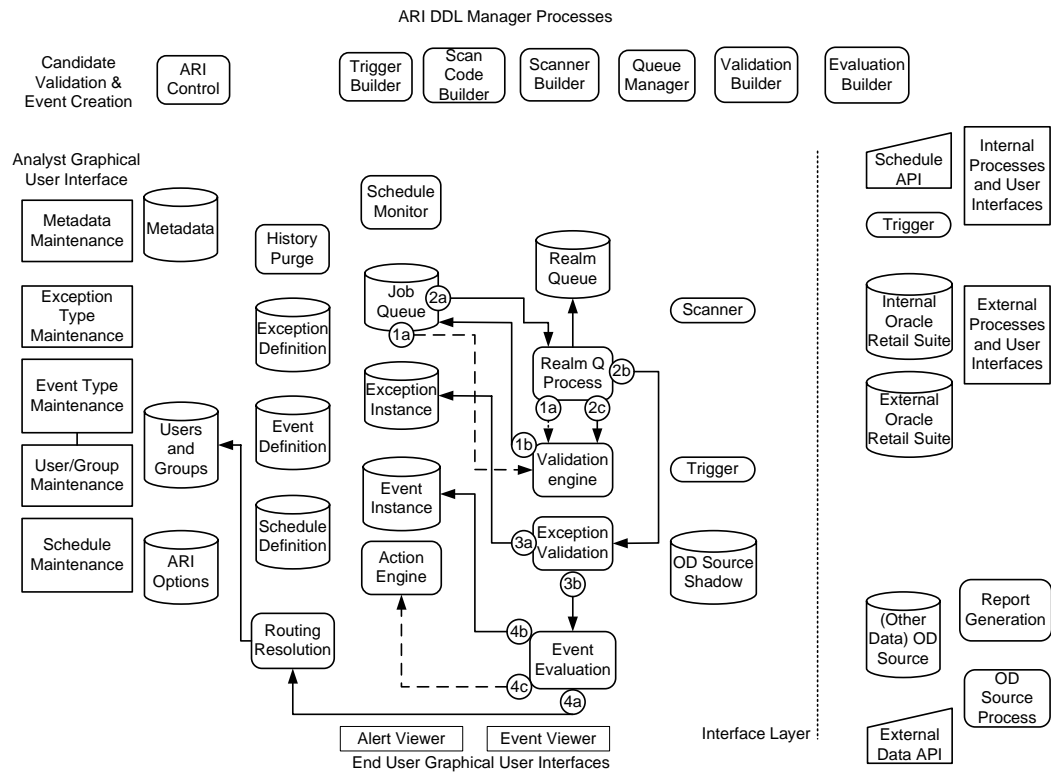 ARI DDL Manager Processes
Candidate
Validation &
Event Creation
ARI
Control
Trigger
Builder
Scan
Code
Builder
Scanner
Builder
Queue
Manager
Validation
Builder
Evaluation
Builder
Analyst Graphical
User Interface
Metadata
Maintenance
Metadata
Exception
Type
Maintenance
Event Type
Maintenance
User/Group
Maintenance
Schedule
Maintenance
Users
and
Groups
ARI
Options
History
Purge
Exception
Definition
Event
Definition
Schedule
Definition
Routing
Resolution
Schedule
Monitor
Job
Queue
2a
1a
Exception
Instance
Event
Instance
Action
Engine
Realm
Queue
Realm Q
Process
2b
1a
2c
1b
Validation
engine
Exception
Validation
3a
3b
4b
Event
Evaluation
4c
4a
Scanner
Trigger
OD Source
Shadow
Alert Viewer
Event Viewer
End User Graphical User Interfaces
Interface Layer
Schedule
API
Internal
Processes
and User
Interfaces
Trigger
Internal
Oracle
Retail Suite
External
Processes
and User
Interfaces
External
Oracle
Retail Suite
(Other
Data) OD
Source
Report
Generation
OD
Source
Process
External
Data API